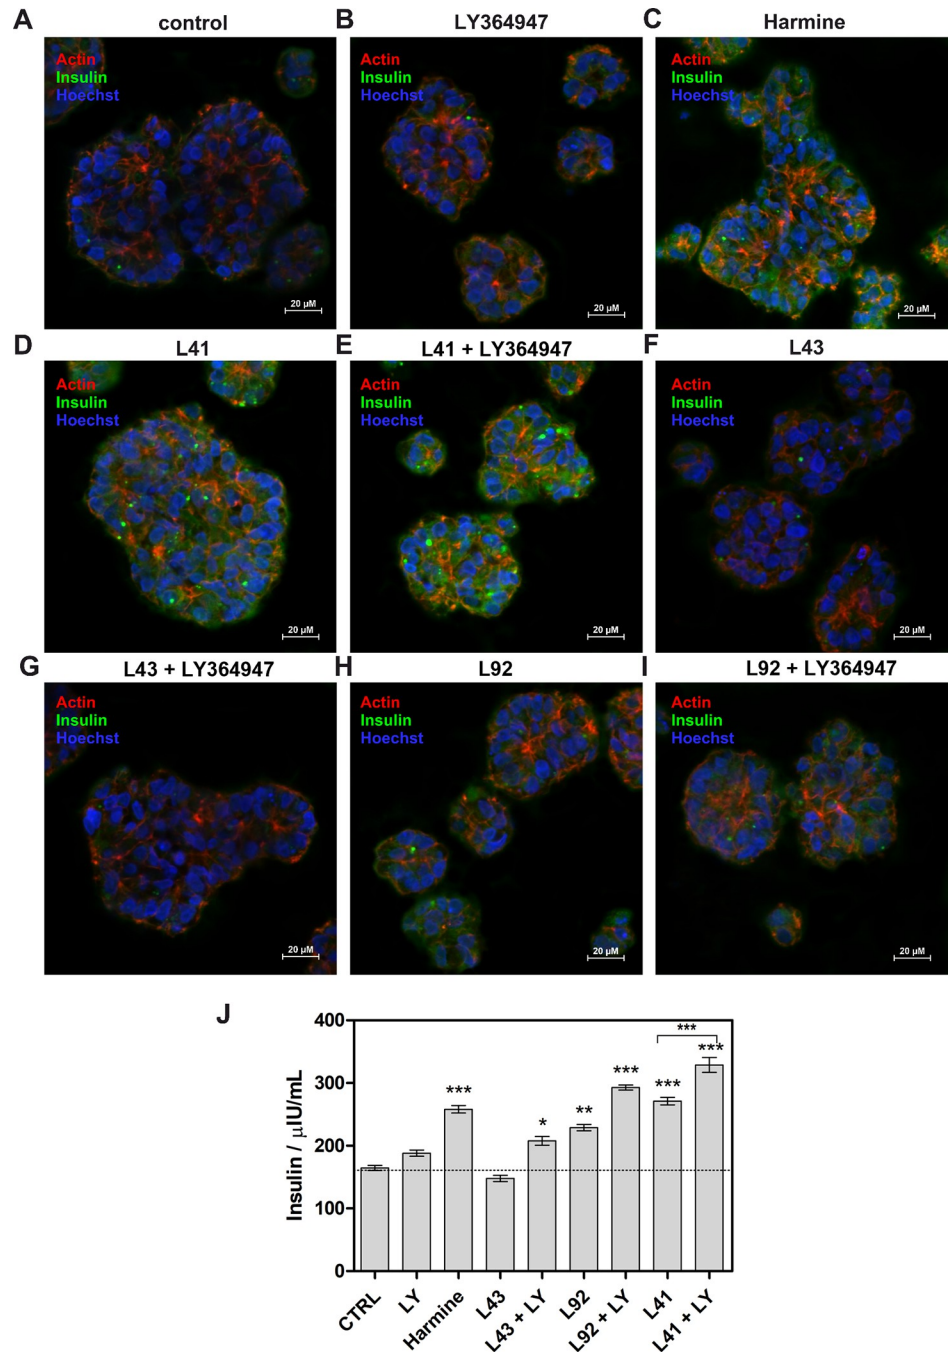 A control
Actin
Insulin
Hoechst
20 μM
B LY364947
Actin
Insulin
Hoechst
20 μM
C Harmine
Actin
Insulin
Hoechst
20 μM
D L41
Actin
Insulin
Hoechst
20 μM
E L41 + LY364947
Actin
Insulin
Hoechst
20 μM
F L43
Actin
Insulin
Hoechst
20 μM
G L43 + LY364947
Actin
Insulin
Hoechst
20 μM
H L92
Actin
Insulin
Hoechst
20 μM
I L92 + LY364947
Actin
Insulin
Hoechst
20 μM
J
Insulin / μIU/mL
400
300
200
100
0
***
*
**
***
***
***
***
CTRL
LY
Harmine
L43
L43 + LY
L92
L92 + LY
L41
L41 + LY